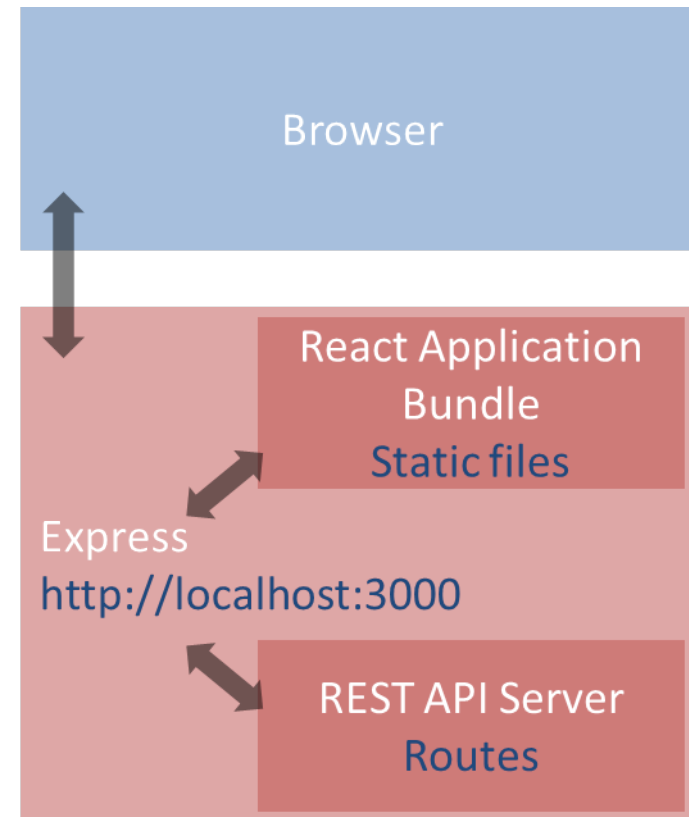 Browser
React Application
Bundle
Static files
Express
http://localhost:3000
REST API Server
Routes